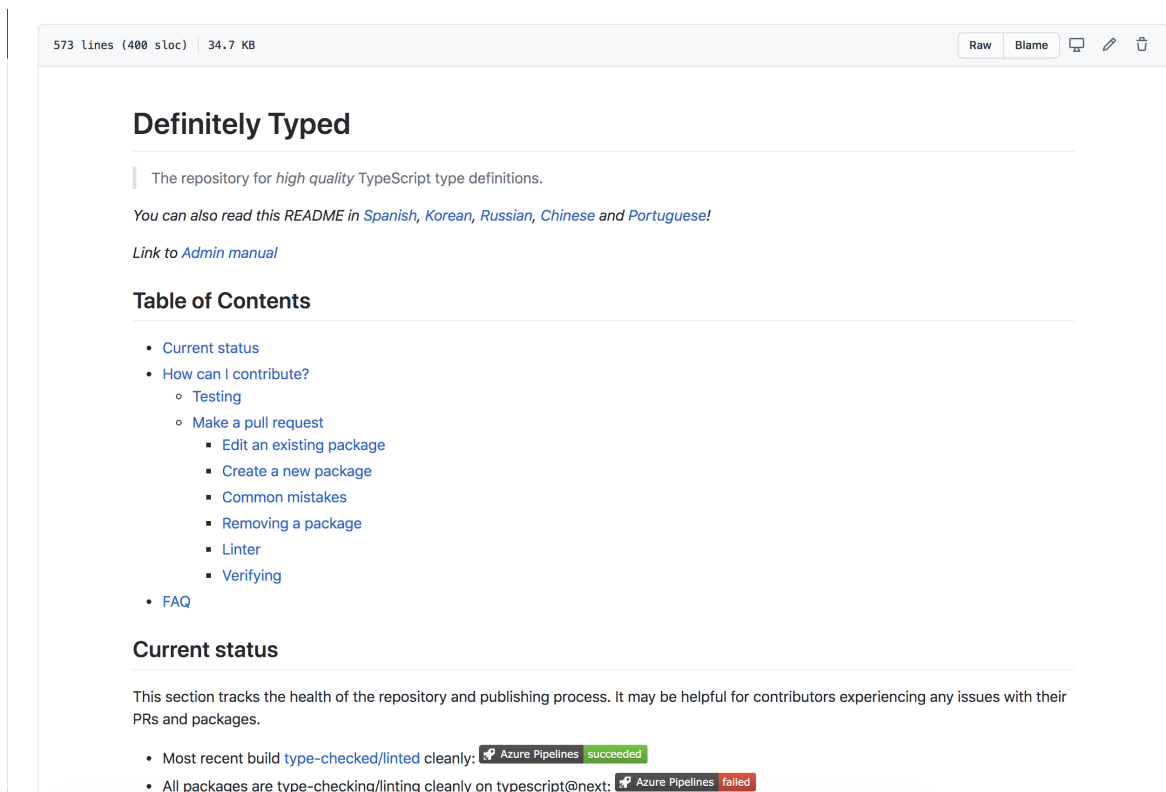 573 lines (400 sloc) 34.7 KB
Raw Blame
Definitely Typed
The repository for high quality TypeScript type definitions.
You can also read this README in Spanish, Korean, Russian, Chinese and Portuguese!
Link to Admin manual
Table of Contents
Current status
How can I contribute?
Testing
Make a pull request
Edit an existing package
Create a new package
Common mistakes
Removing a package
Linter
Verifying
FAQ
Current status
This section tracks the health of the repository and publishing process. It may be helpful for contributors experiencing any issues with their
PRs and packages.
Most recent build type-checked/linted cleanly: Azure Pipelines succeeded
All packages are type-checking/linting cleanly on typescript@next: Azure Pipelines failed